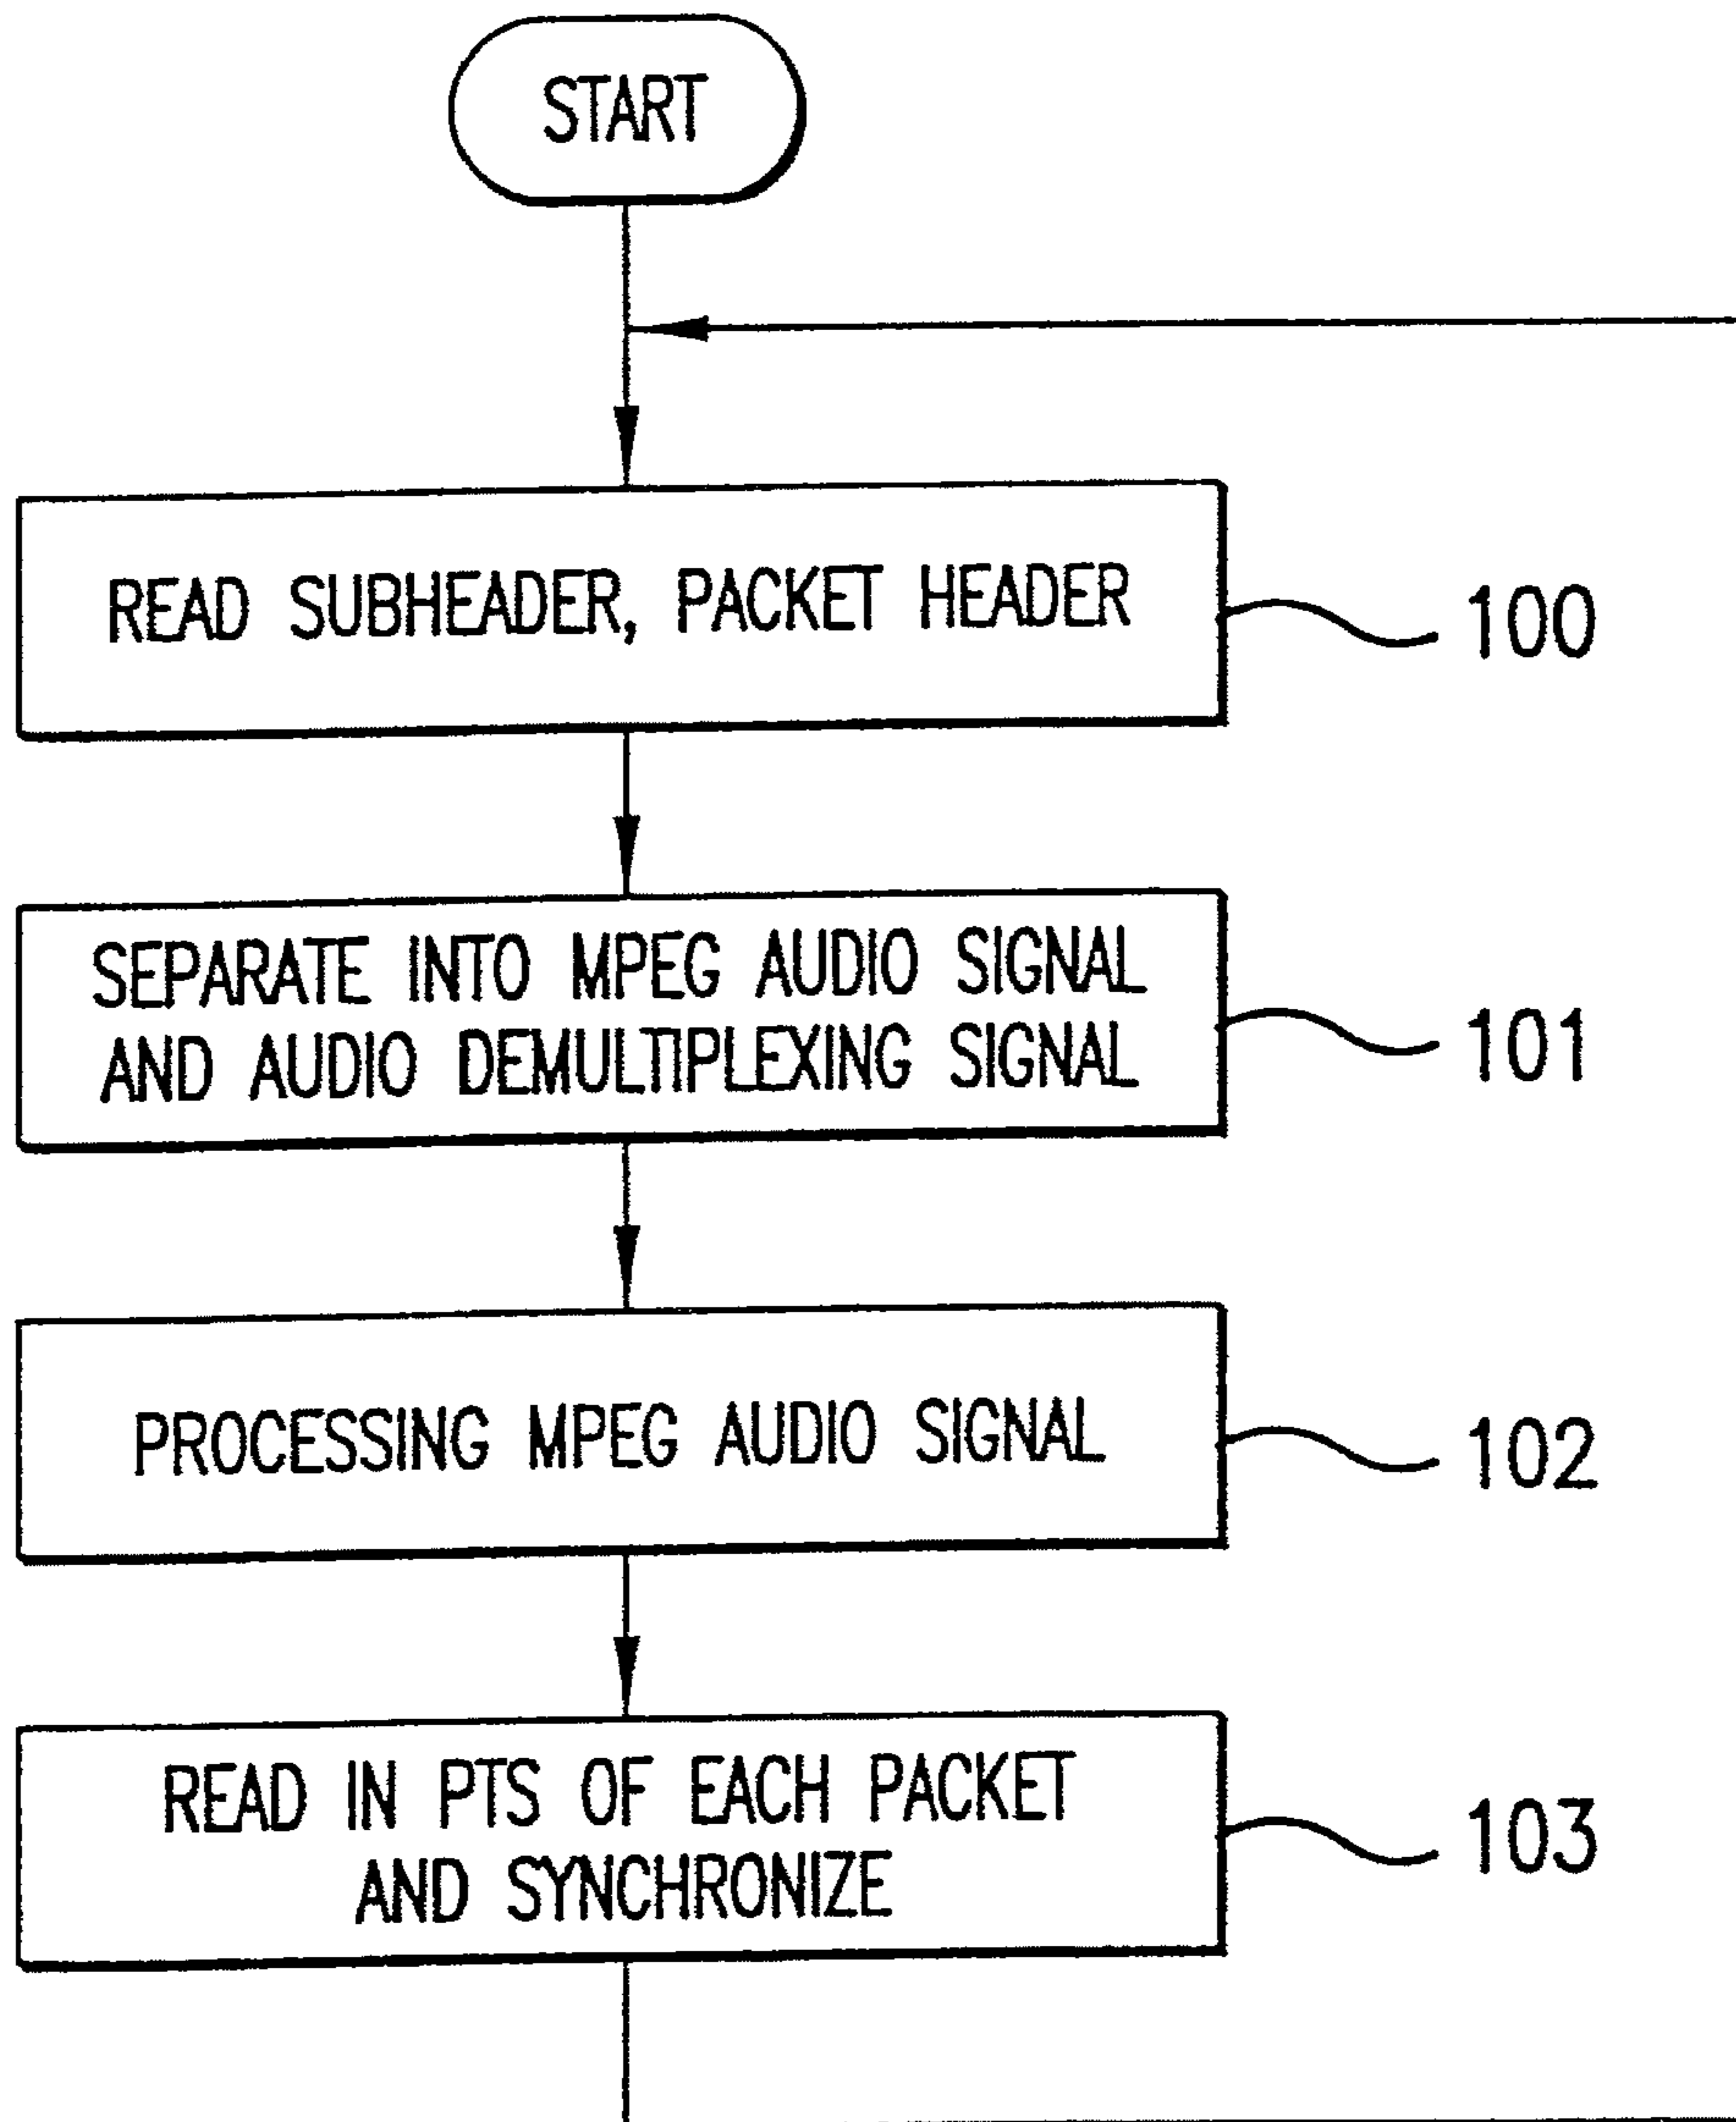 START
READ SUBHEADER, PACKET HEADER
100
SEPARATE INTO MPEG AUDIO SIGNAL
AND AUDIO DEMULTIPLEXING SIGNAL
101
PROCESSING MPEG AUDIO SIGNAL
102
READ IN PTS OF EACH PACKET
AND SYNCHRONIZE
103